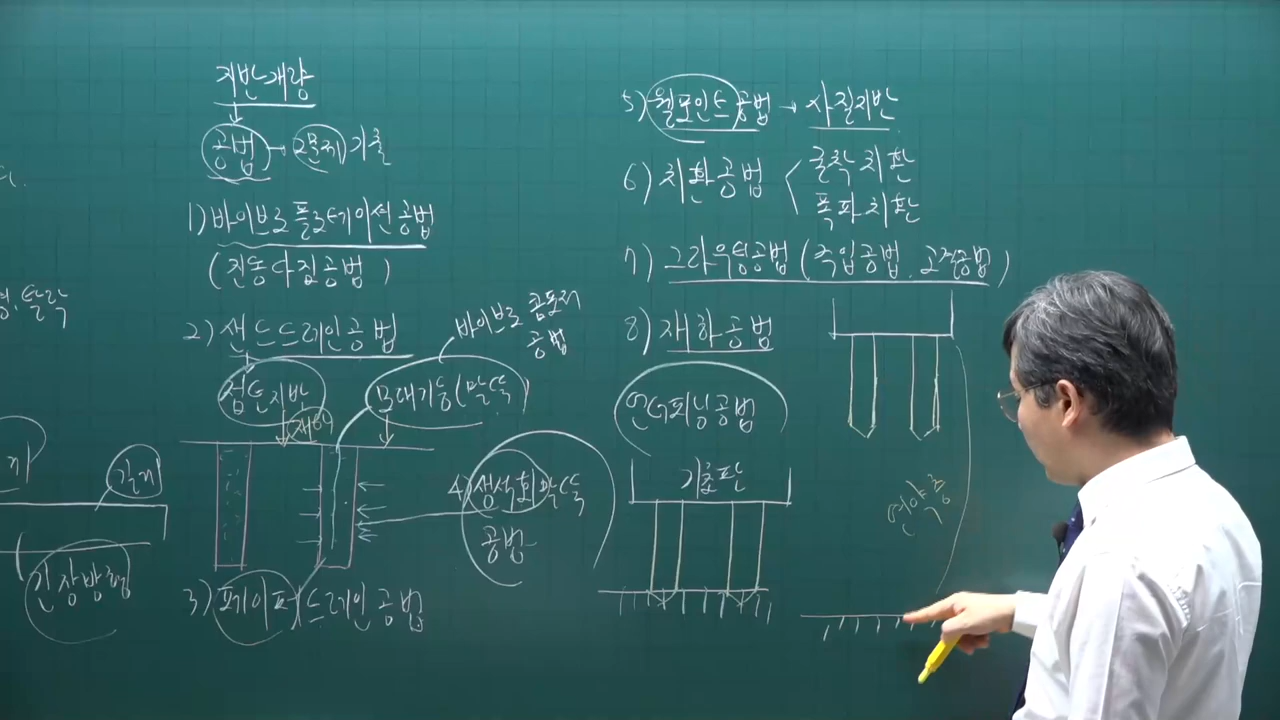 지반개량
공법 → 2문제 기출
1) 바이브로 플로테이션 공법
(진동다짐공법)
2) 샌드드레인 공법
바이브로 콤포저
공법
점토지반
모래기둥(말뚝)
재하
4) 생석회 말뚝
공법
3) 페이퍼 드레인 공법
5) 웰포인트 공법 → 사질지반
6) 치환공법 < 굴착치환
폭파치환
7) 그라우팅공법 (주입공법, 고결공법)
8) 재하공법
언더피닝공법
기초판
연약층
탈락
각재
긴장방향